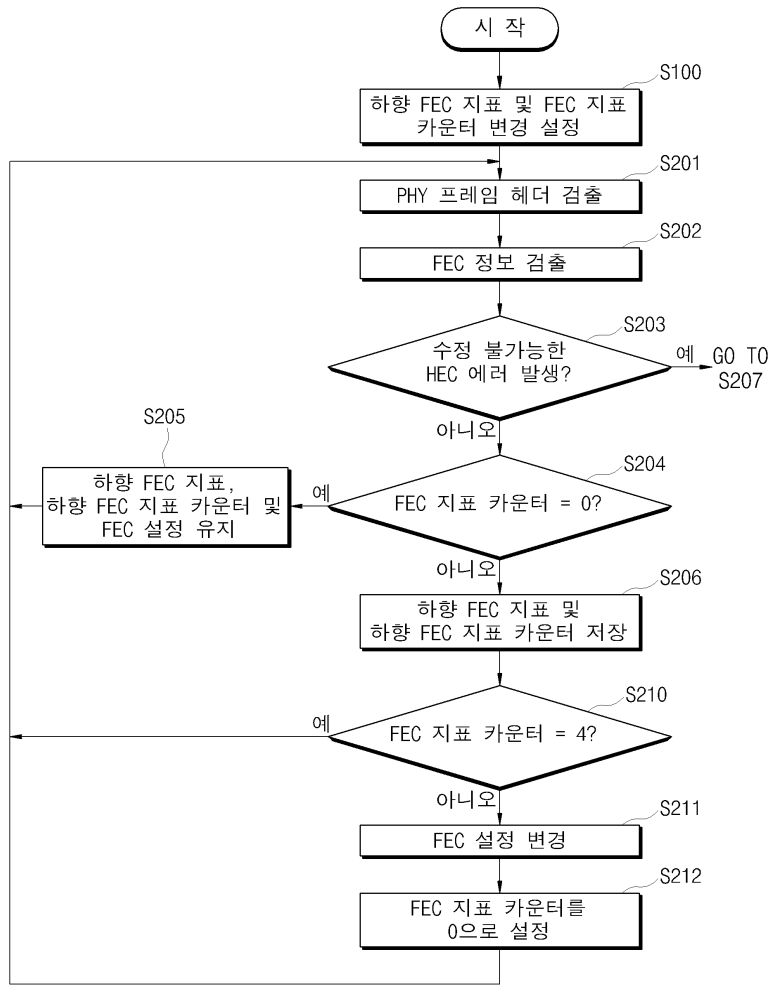 시 작
S100
하향 FEC 지표 및 FEC 지표
카운터 변경 설정
S201
PHY 프레임 헤더 검출
S202
FEC 정보 검출
S203
수정 불가능한
HEC 에러 발생?
예
GO TO
S207
아니오
S205
하향 FEC 지표,
하향 FEC 지표 카운터 및
FEC 설정 유지
예
S204
FEC 지표 카운터 = 0?
아니오
S206
하향 FEC 지표 및
하향 FEC 지표 카운터 저장
S210
예
FEC 지표 카운터 = 4?
아니오
S211
FEC 설정 변경
S212
FEC 지표 카운터를
0으로 설정